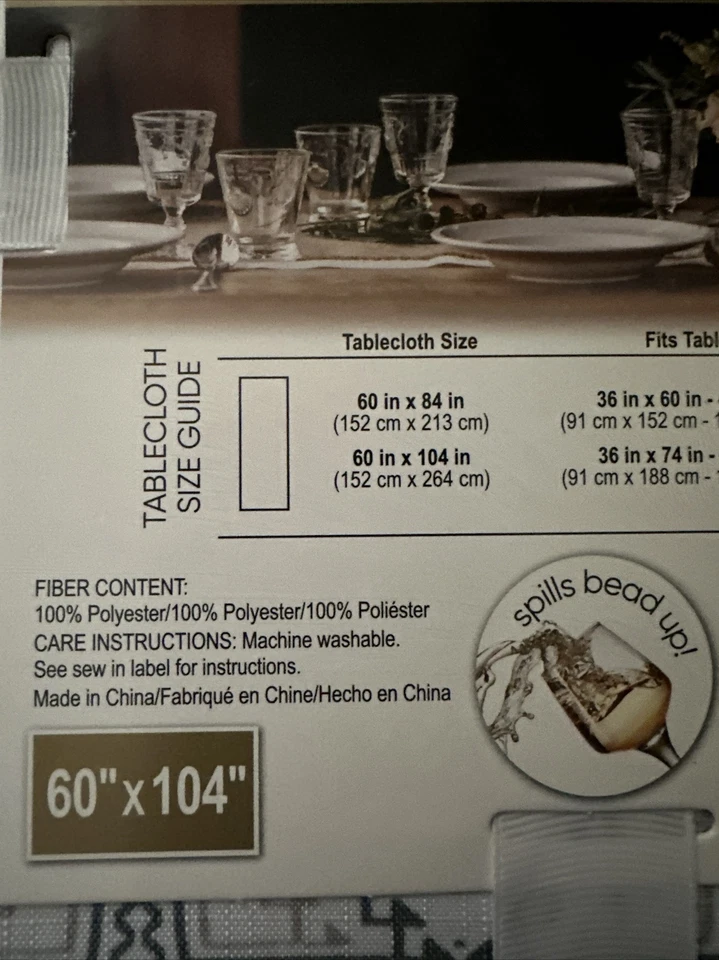 TABLECLOTH
SIZE GUIDE
Tablecloth Size Fits Tabl
60 in x 84 in 36 in x 60 in -
(152 cm x 213 cm) (91 cm x 152 cm - 1
60 in x 104 in 36 in x 74 in -
(152 cm x 264 cm) (91 cm x 188 cm - 1
FIBER CONTENT:
100% Polyester/100% Polyester/100% Poliéster
CARE INSTRUCTIONS: Machine washable.
See sew in label for instructions.
Made in China/Fabriqué en Chine/Hecho en China
spills bead up!
60" x 104"